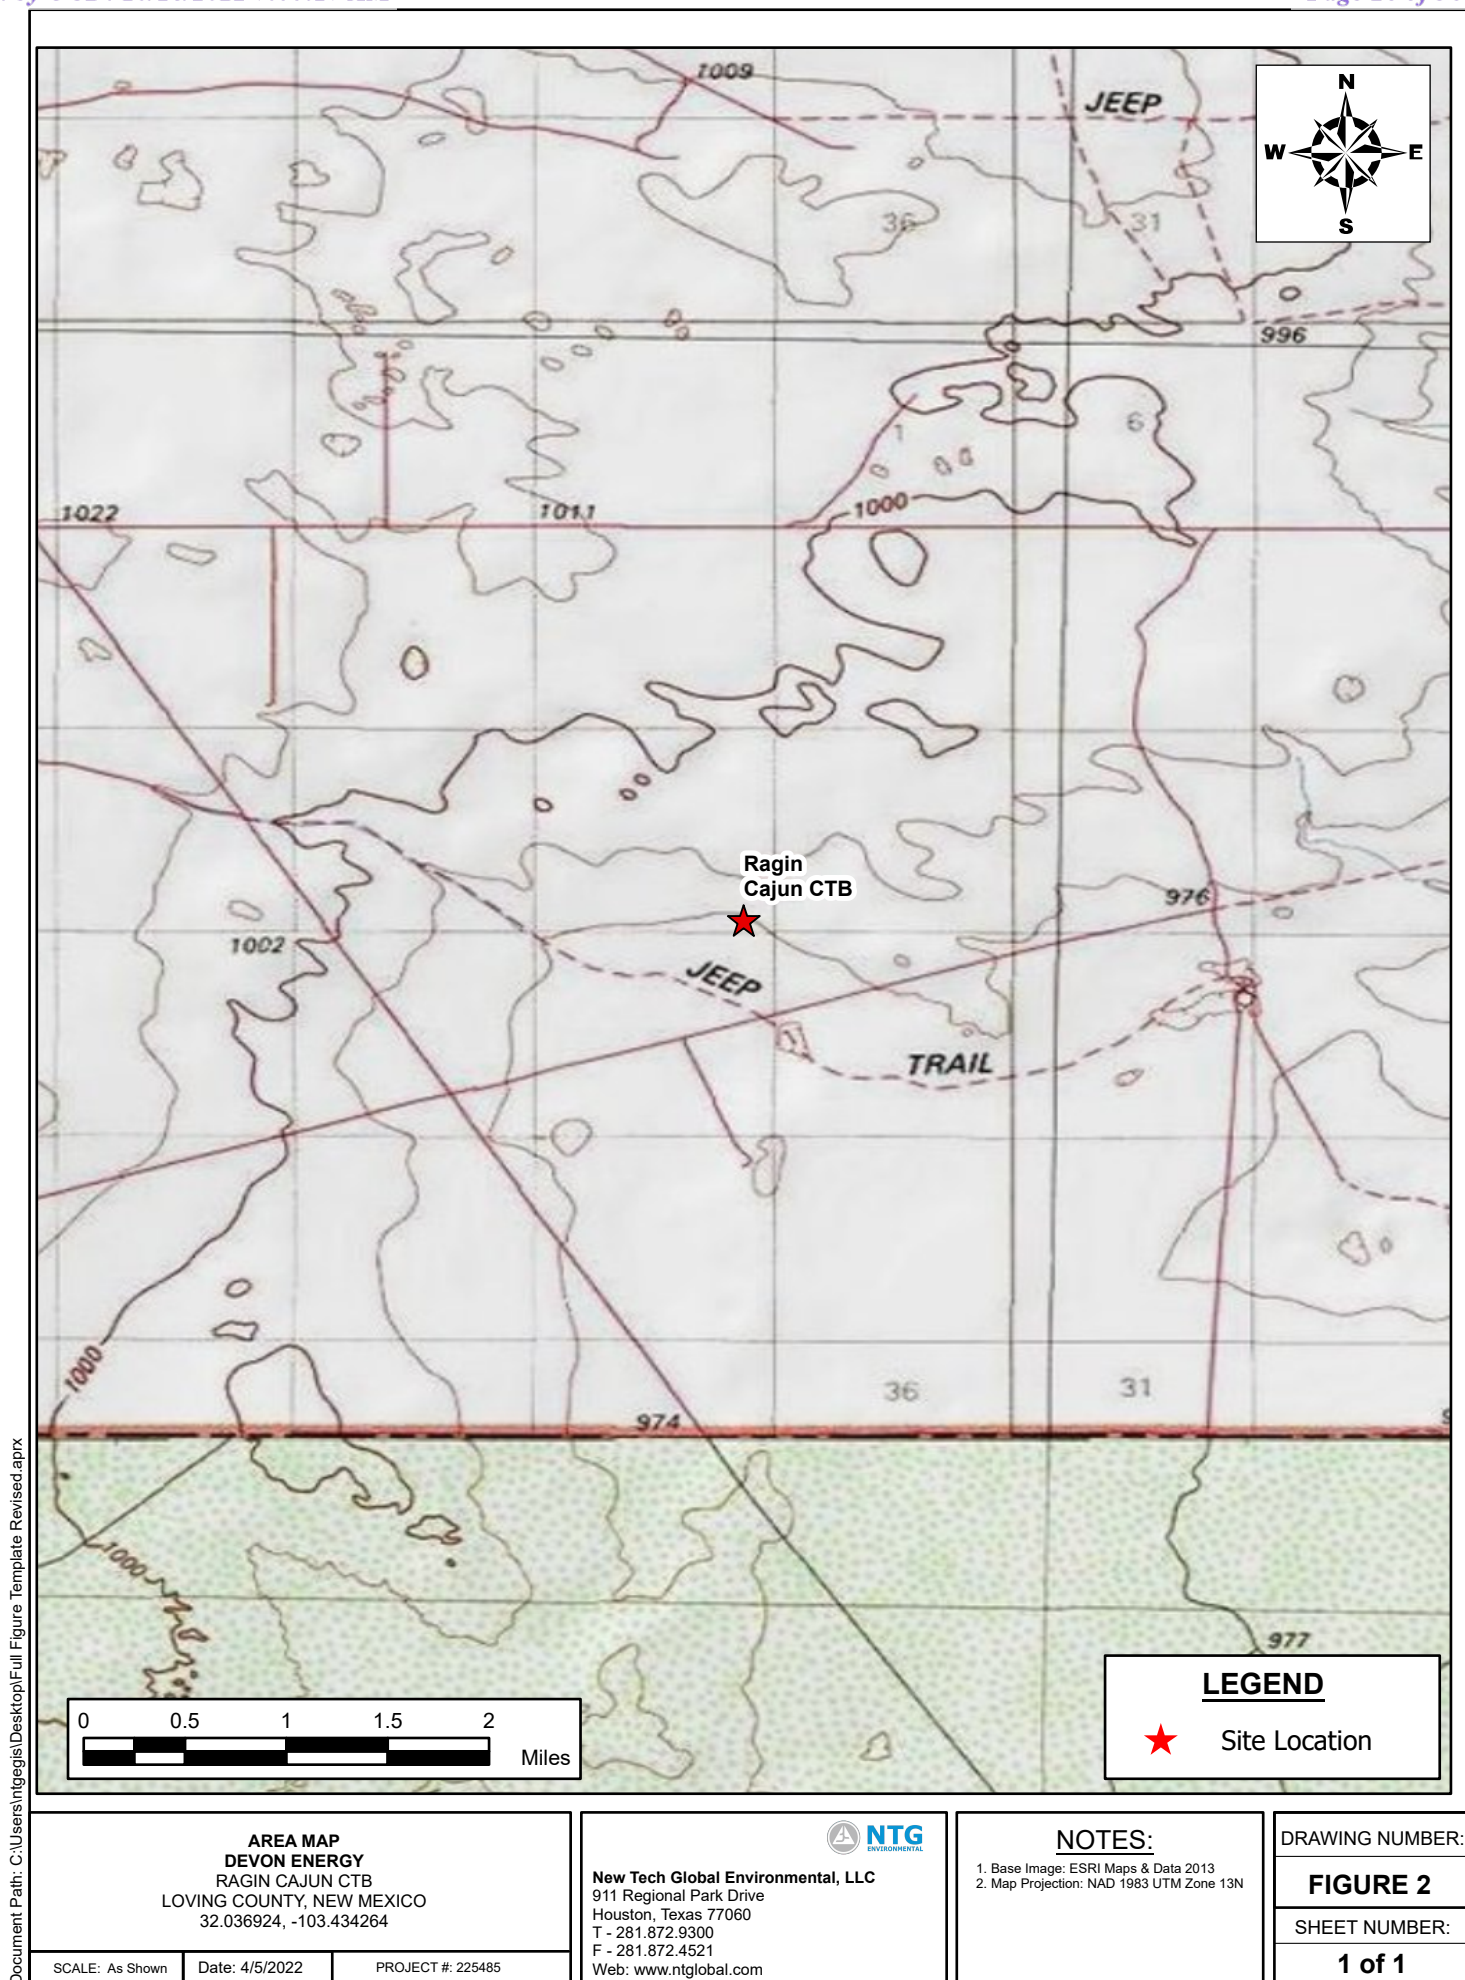 1009
JEEP
N
W
E
S
36
31
996
1
6
1022
1011
1000
Ragin
Cajun CTB
976
1002
JEEP
TRAIL
1000
36
31
974
1000
977
0 0.5 1 1.5 2
Miles
LEGEND
Site Location
Document Path: C:\Users\ntgegis\Desktop\Full Figure Template Revised.aprx
AREA MAP
DEVON ENERGY
RAGIN CAJUN CTB
LOVING COUNTY, NEW MEXICO
32.036924, -103.434264
SCALE: As Shown
Date: 4/5/2022
PROJECT #: 225485
NTG
ENVIRONMENTAL
New Tech Global Environmental, LLC
911 Regional Park Drive
Houston, Texas 77060
T - 281.872.9300
F - 281.872.4521
Web: www.ntglobal.com
NOTES:
1. Base Image: ESRI Maps & Data 2013
2. Map Projection: NAD 1983 UTM Zone 13N
DRAWING NUMBER:
FIGURE 2
SHEET NUMBER:
1 of 1